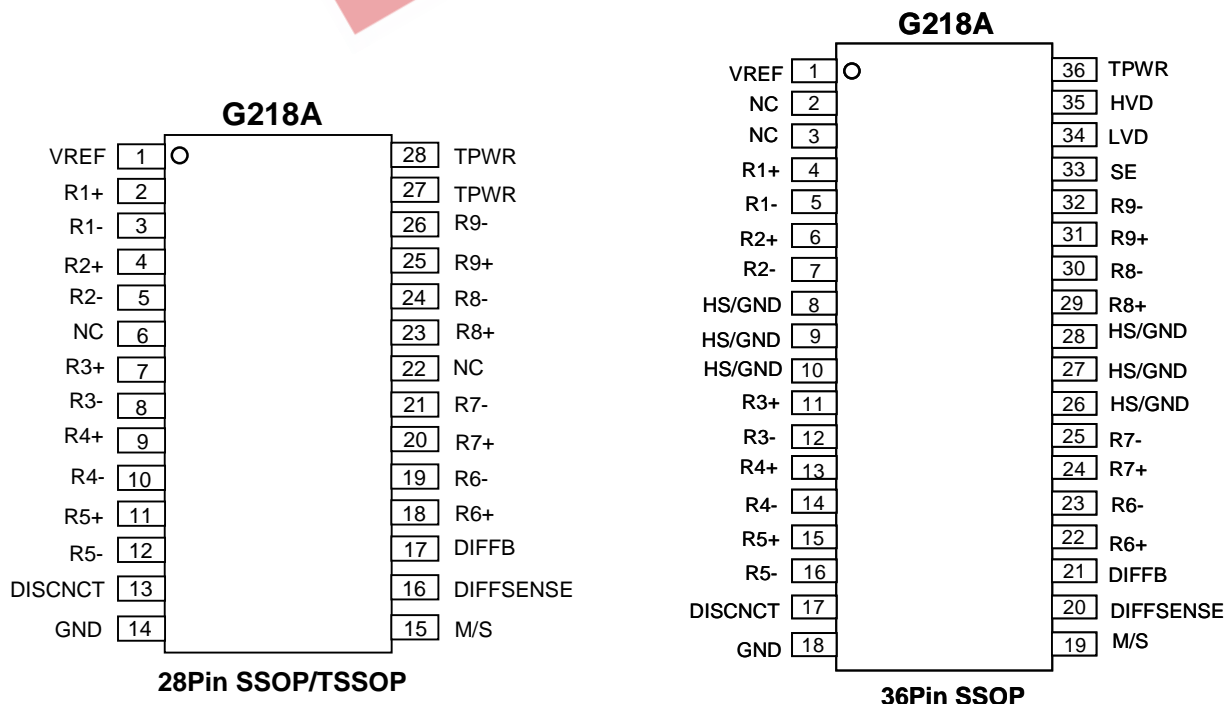 G218A
VREF 1 28 TPWR
R1+ 2 27 TPWR
R1- 3 26 R9-
R2+ 4 25 R9+
R2- 5 24 R8-
NC 6 23 R8+
R3+ 7 22 NC
R3- 8 21 R7-
R4+ 9 20 R7+
R4- 10 19 R6-
R5+ 11 18 R6+
R5- 12 17 DIFFB
DISCNCT 13 16 DIFFSENSE
GND 14 15 M/S
28Pin SSOP/TSSOP
G218A
VREF 1 36 TPWR
NC 2 35 HVD
NC 3 34 LVD
R1+ 4 33 SE
R1- 5 32 R9-
R2+ 6 31 R9+
R2- 7 30 R8-
HS/GND 8 29 R8+
HS/GND 9 28 HS/GND
HS/GND 10 27 HS/GND
R3+ 11 26 HS/GND
R3- 12 25 R7-
R4+ 13 24 R7+
R4- 14 23 R6-
R5+ 15 22 R6+
R5- 16 21 DIFFB
DISCNCT 17 20 DIFFSENSE
GND 18 19 M/S
36Pin SSOP